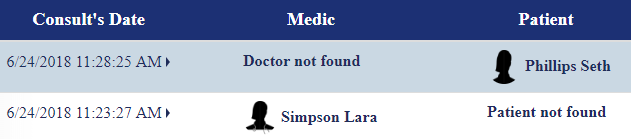 Consult's Date Medic Patient
6/24/2018 11:28:25 AM Doctor not found Phillips Seth
6/24/2018 11:23:27 AM Simpson Lara Patient not found